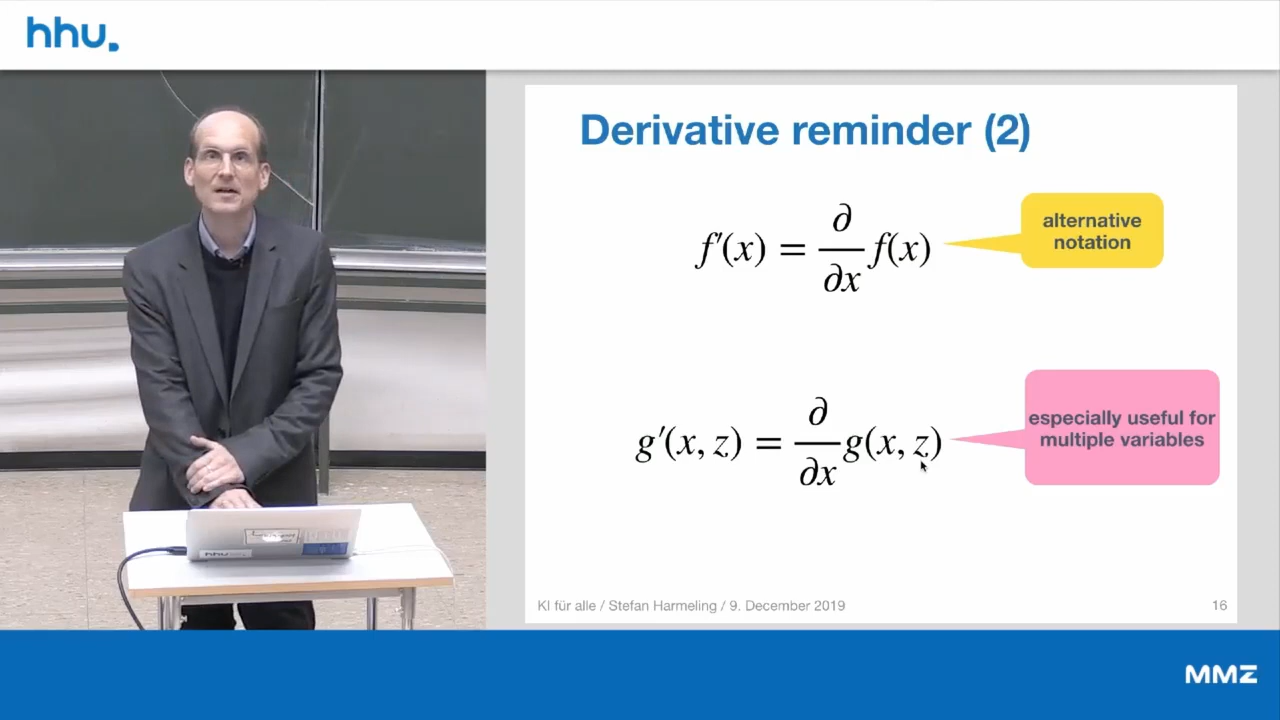 hhu.
Derivative reminder (2)
f′(x) = ∂/∂x f(x)
alternative
notation
g′(x, z) = ∂/∂x g(x, z)
especially useful for
multiple variables
hhu
KI für alle / Stefan Harmeling / 9. December 2019
16
MMZ